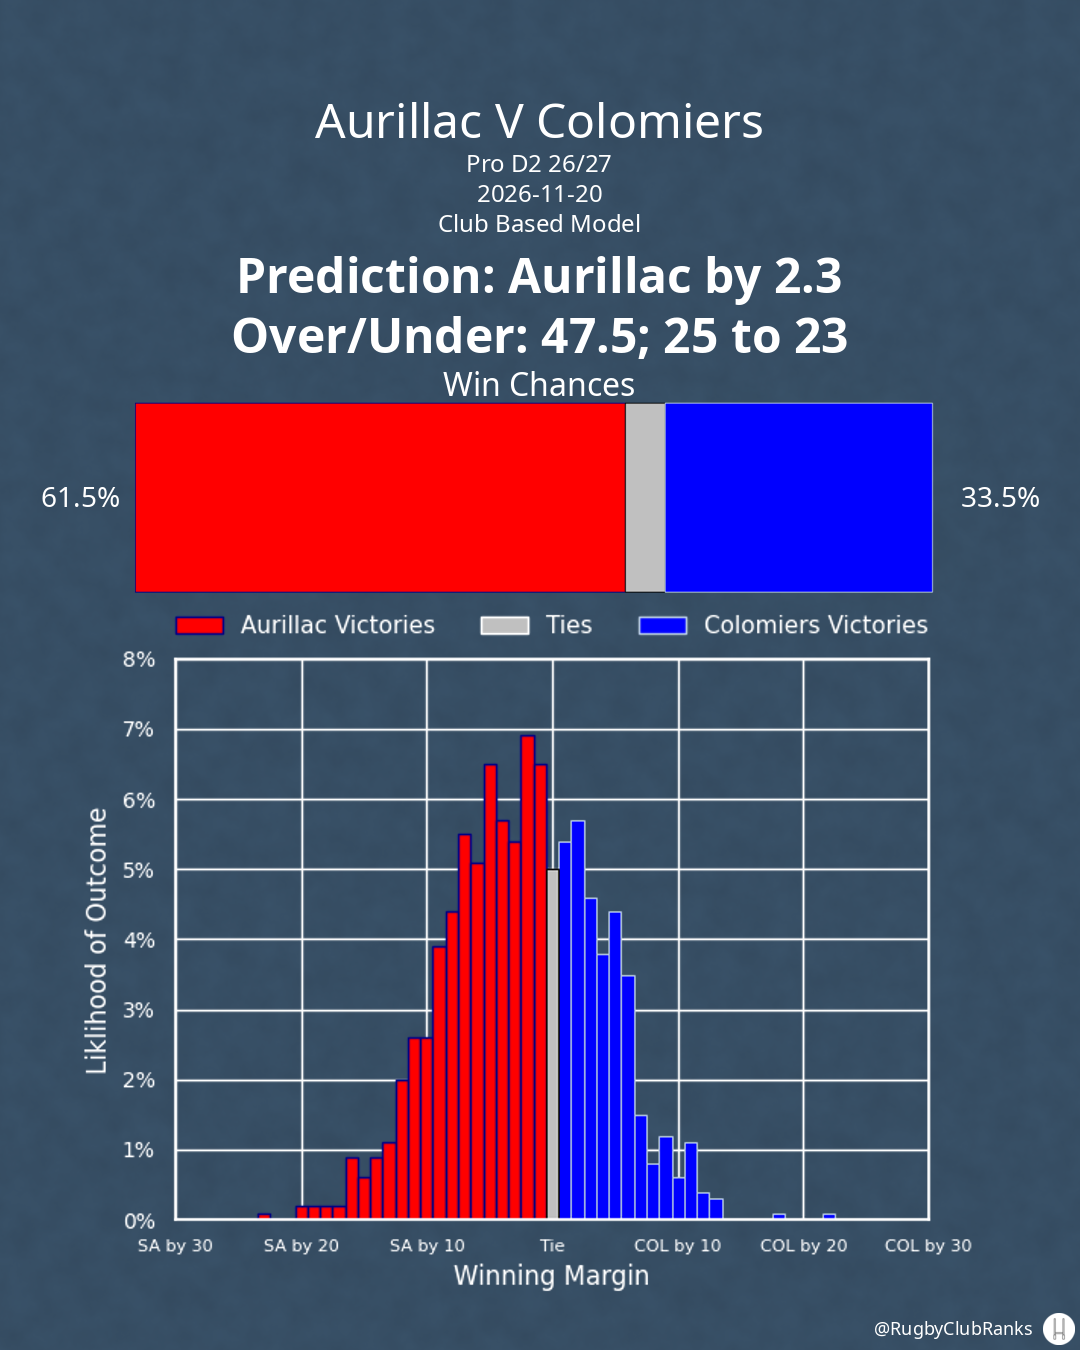 Aurillac V Colomiers
Pro D2 26/27
2026-11-20
Club Based Model
Prediction: Aurillac by 2.3
Over/Under: 47.5; 25 to 23
Win Chances
61.5%
33.5%
Aurillac Victories
Ties
Colomiers Victories
8%
7%
6%
5%
4%
3%
2%
1%
0%
Liklihood of Outcome
SA by 30
SA by 20
SA by 10
Tie
COL by 10
COL by 20
COL by 30
Winning Margin
@RugbyClubRanks